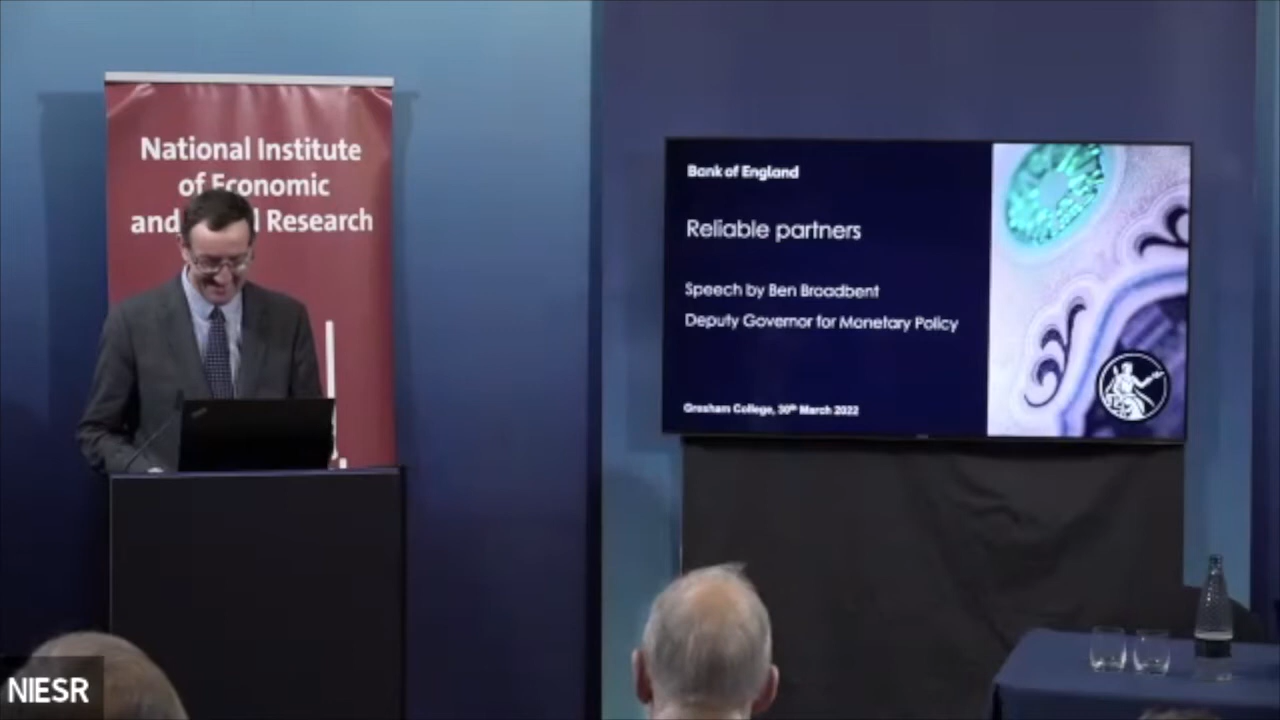 National Institute
of Economic
and Research
Bank of England
Reliable partners
Speech by Ben Broadbent
Deputy Governor for Monetary Policy
Gresham College, 30th March 2022
NIESR